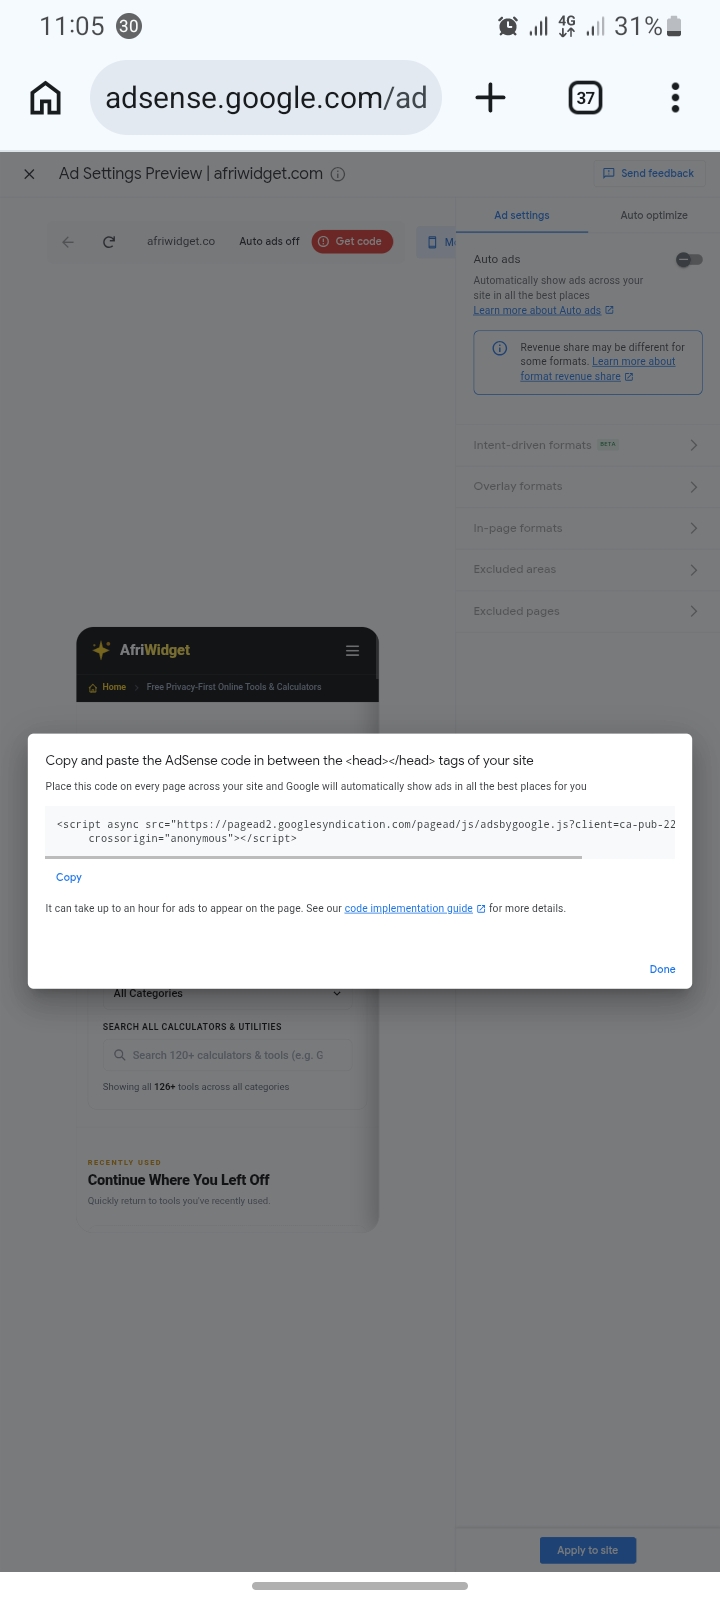 11:05 30 4G 31%
adsense.google.com/ad
37
Ad Settings Preview | afriwidget.com
Send feedback
afriwidget.co Auto ads off Get code
Ad settings Auto optimize
Auto ads
Automatically show ads across your
site in all the best places
Learn more about Auto ads
Revenue share may be different for
some formats. Learn more about
format revenue share
Intent-driven formats BETA
Overlay formats
In-page formats
Excluded areas
Excluded pages
AfriWidget
Home Free Privacy-First Online Tools & Calculators
Copy and paste the AdSense code in between the <head></head> tags of your site
Place this code on every page across your site and Google will automatically show ads in all the best places for you
<script async src="https://pagead2.googlesyndication.com/pagead/js/adsbygoogle.js?client=ca-pub-22
crossorigin="anonymous"></script>
Copy
It can take up to an hour for ads to appear on the page. See our code implementation guide for more details.
Done
All Categories
SEARCH ALL CALCULATORS & UTILITIES
Search 120+ calculators & tools (e.g. G
Showing all 126+ tools across all categories
RECENTLY USED
Continue Where You Left Off
Quickly return to tools you've recently used.
Apply to site